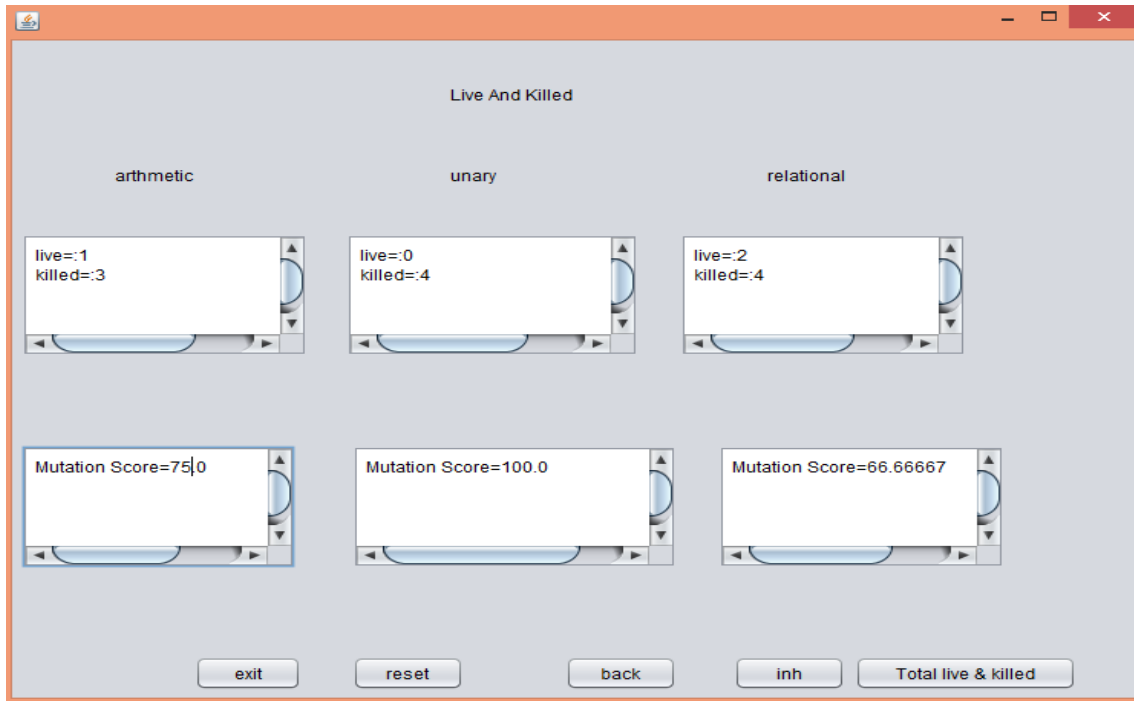 Live And Killed
arthmetic unary relational
live=:1
killed=:3
live=:0
killed=:4
live=:2
killed=:4
Mutation Score=75.0
Mutation Score=100.0
Mutation Score=66.66667
exit reset back inh Total live & killed